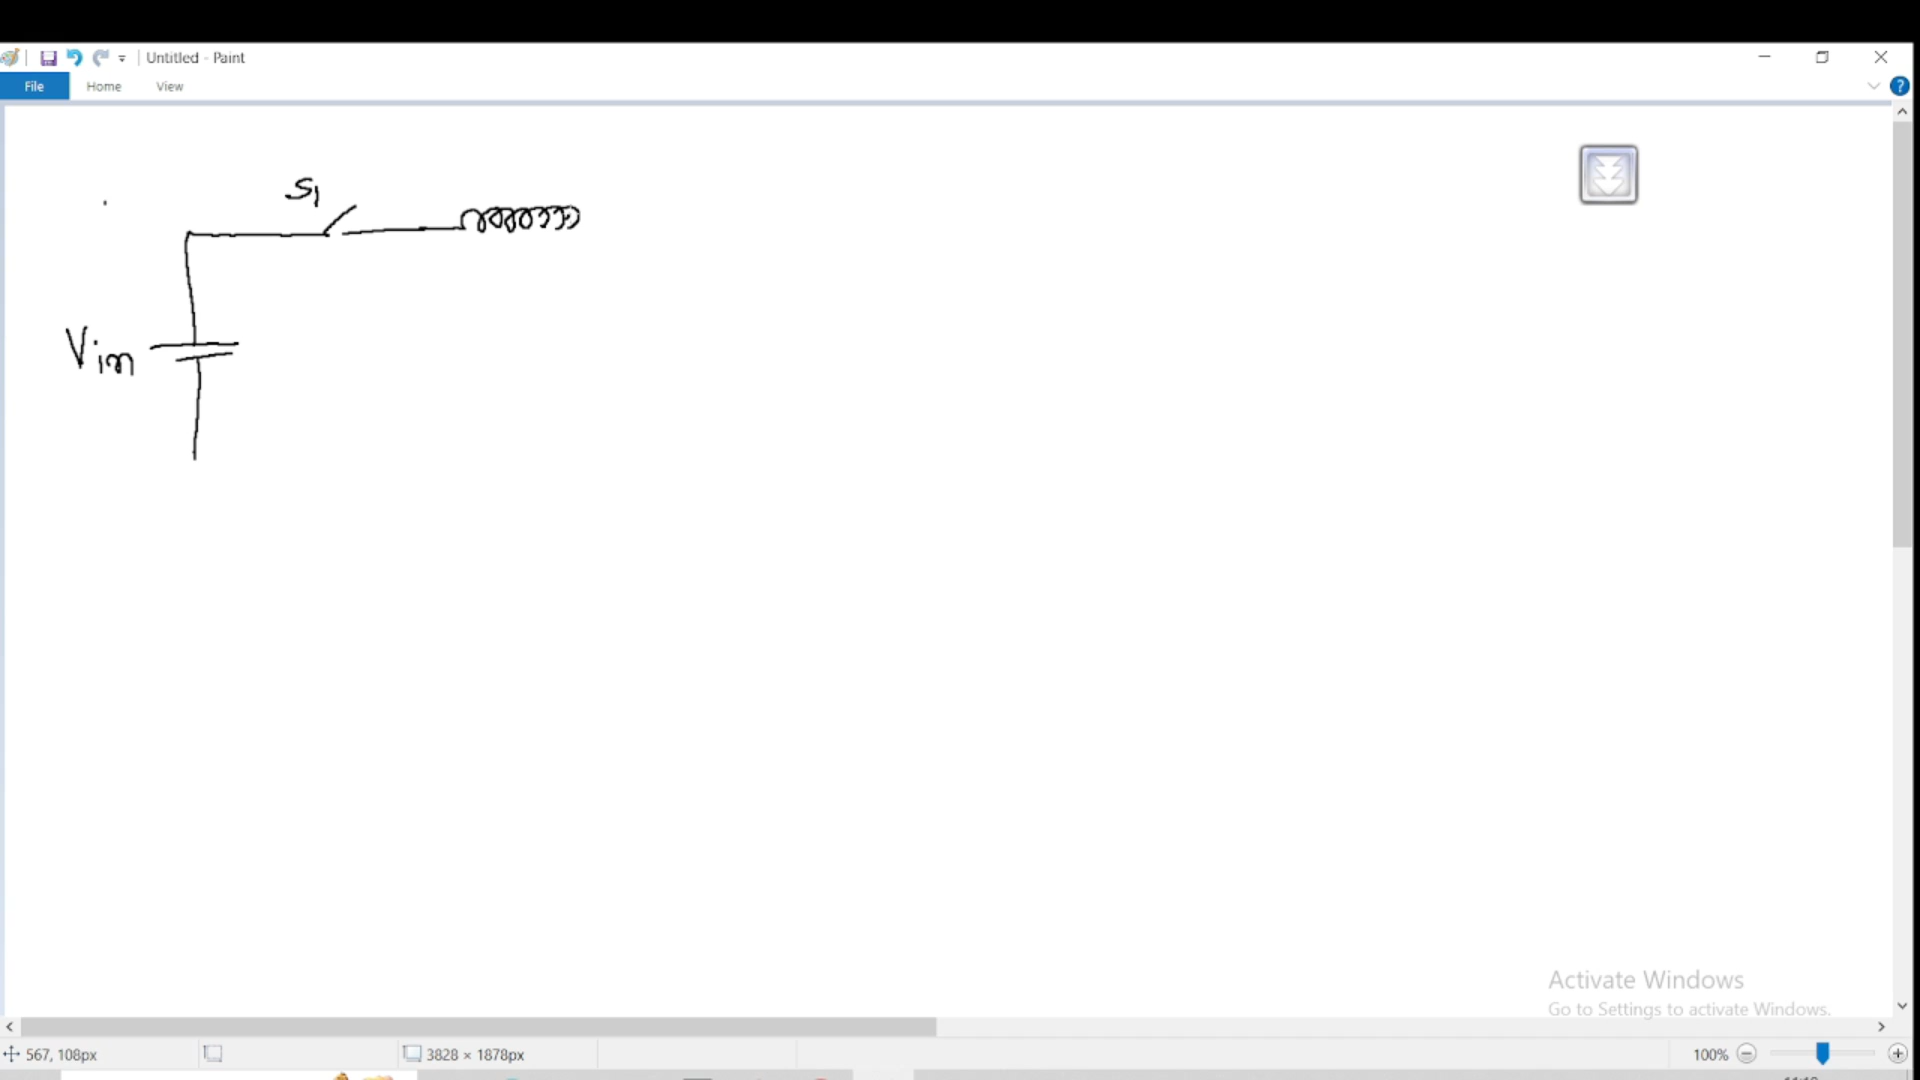 Untitled - Paint
File Home View
S1
Vin
Activate Windows
Go to Settings to activate Windows.
567, 108px
3828 × 1878px
100%